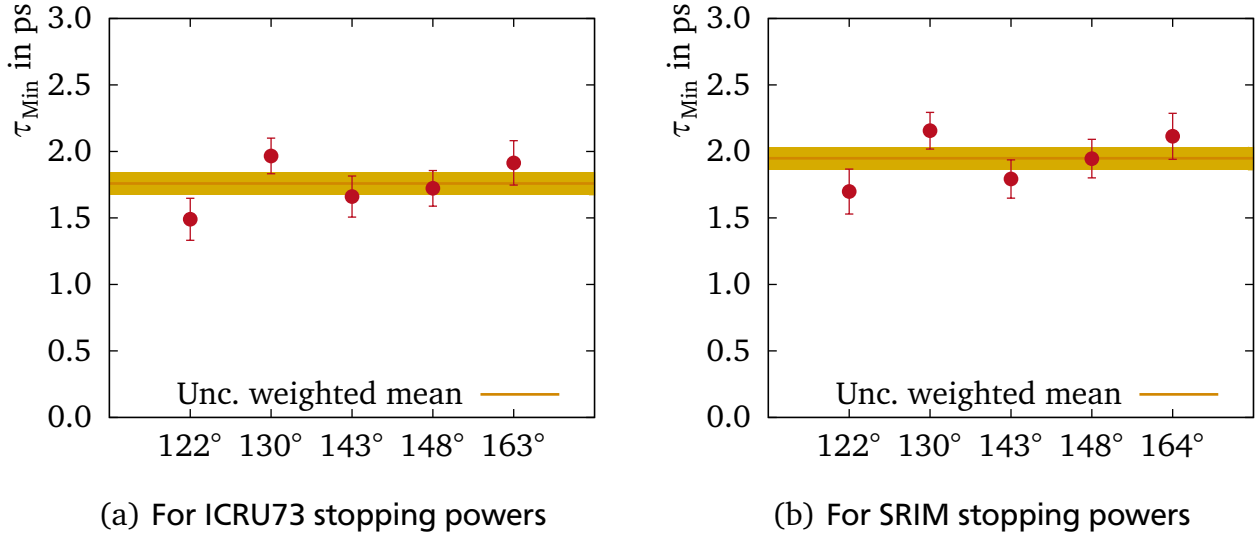 τMin in ps
3.0
2.5
2.0
1.5
1.0
0.5
0.0
Unc. weighted mean
122° 130° 143° 148° 163°
(a) For ICRU73 stopping powers
τMin in ps
3.0
2.5
2.0
1.5
1.0
0.5
0.0
Unc. weighted mean
122° 130° 143° 148° 164°
(b) For SRIM stopping powers